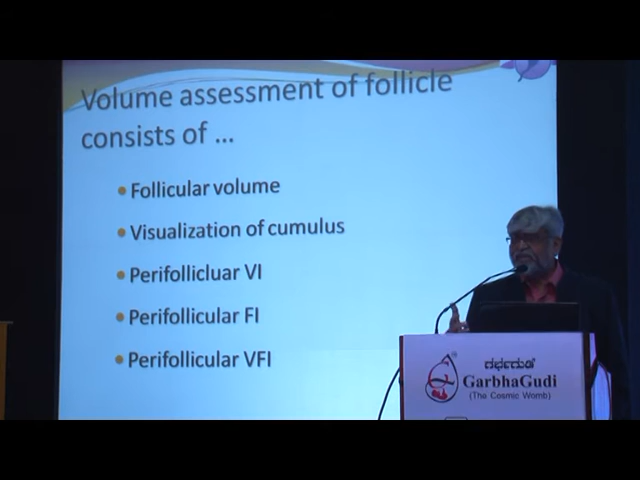 Volume assessment of follicle
consists of ...
Follicular volume
Visualization of cumulus
Perifollicluar VI
Perifollicular FI
Perifollicular VFI
ಗರ್ಭಗುಡಿ
GarbhaGudi
(The Cosmic Womb)